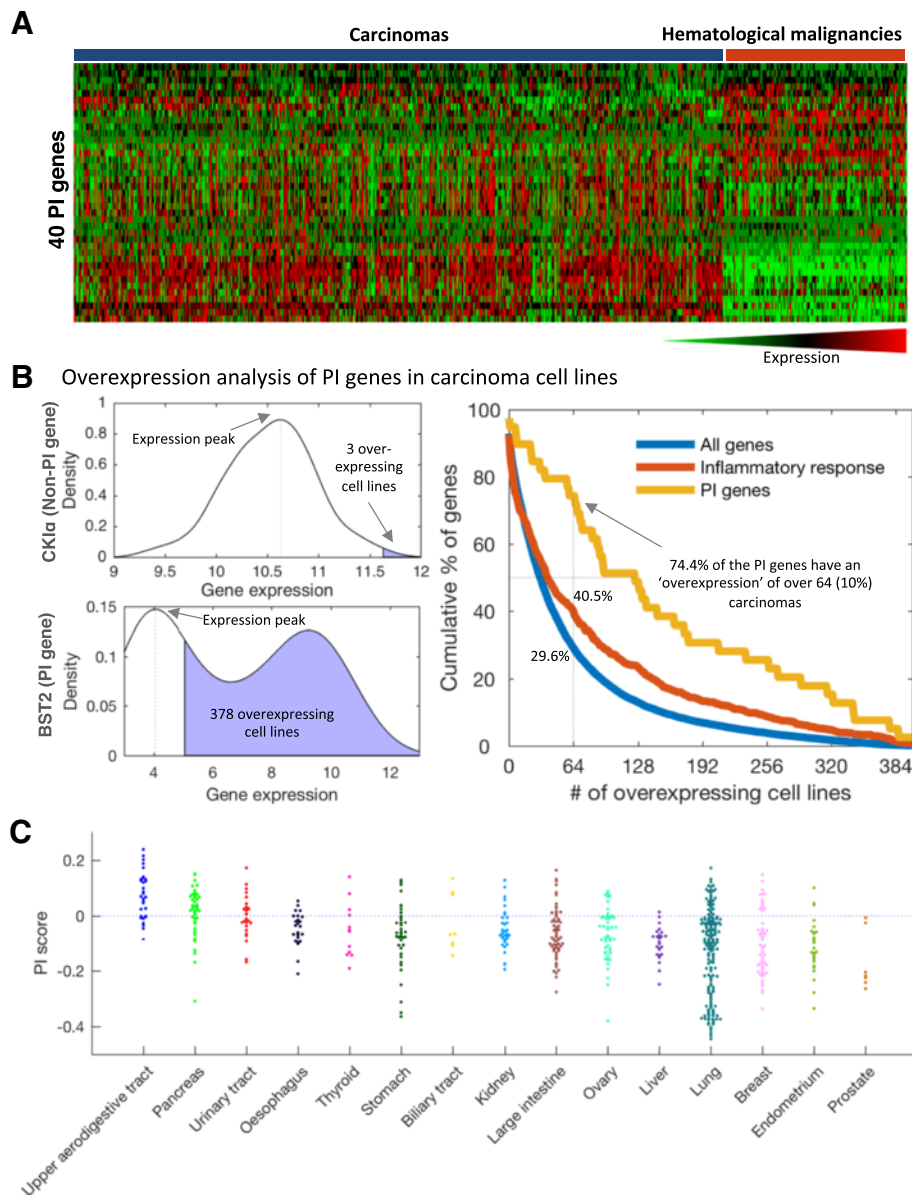 A
Carcinomas
Hematological malignancies
40 PI genes
Expression
B
Overexpression analysis of PI genes in carcinoma cell lines
CKIα (Non-PI gene)
Density
1
0.8
0.6
0.4
0.2
0
Expression peak
3 over-
expressing
cell lines
9
9.5
10
10.5
11
11.5
12
Gene expression
BST2 (PI gene)
Density
0.15
0.1
0.05
0
Expression peak
378 overexpressing
cell lines
4
6
8
10
12
Gene expression
Cumulative % of genes
100
80
60
40
20
0
All genes
Inflammatory response
PI genes
74.4% of the PI genes have an
‘overexpression’ of over 64 (10%)
carcinomas
40.5%
29.6%
0
64
128
192
256
320
384
# of overexpressing cell lines
C
PI score
0.2
0
-0.2
-0.4
Upper aerodigestive tract
Pancreas
Urinary tract
Oesophagus
Thyroid
Stomach
Biliary tract
Kidney
Large intestine
Ovary
Liver
Lung
Breast
Endometrium
Prostate